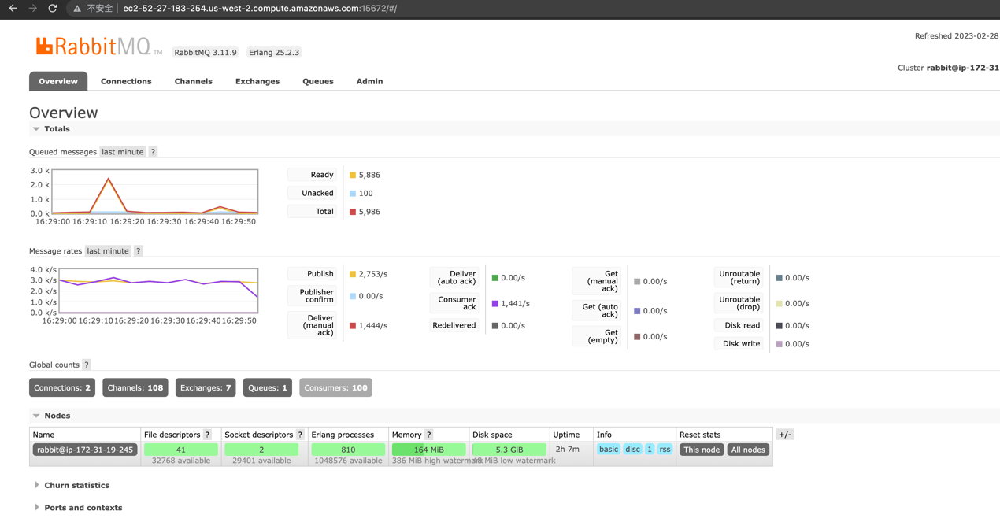 不安全 ec2-52-27-183-254.us-west-2.compute.amazonaws.com:15672/#/
Refreshed 2023-02-28
RabbitMQ TM RabbitMQ 3.11.9 Erlang 25.2.3
Cluster rabbit@ip-172-31
Overview Connections Channels Exchanges Queues Admin
Overview
Totals
Queued messages last minute ?
3.0 k
2.0 k
1.0 k
0.0 k
16:29:00 16:29:10 16:29:20 16:29:30 16:29:40 16:29:50
Ready 5,886
Unacked 100
Total 5,986
Message rates last minute ?
4.0 k/s
3.0 k/s
2.0 k/s
1.0 k/s
0.0 k/s
16:29:00 16:29:10 16:29:20 16:29:30 16:29:40 16:29:50
Publish 2,753/s
Publisher
confirm 0.00/s
Deliver
(manual
ack) 1,444/s
Deliver
(auto ack) 0.00/s
Consumer
ack 1,441/s
Redelivered 0.00/s
Get
(manual
ack) 0.00/s
Get (auto
ack) 0.00/s
Get
(empty) 0.00/s
Unroutable
(return) 0.00/s
Unroutable
(drop) 0.00/s
Disk read 0.00/s
Disk write 0.00/s
Global counts ?
Connections: 2 Channels: 108 Exchanges: 7 Queues: 1 Consumers: 100
Nodes
Name File descriptors ? Socket descriptors ? Erlang processes Memory ? Disk space Uptime Info Reset stats +/-
rabbit@ip-172-31-19-245 41 2 810 164 MiB 5.3 GiB 2h 7m basic disc 1 rss This node All nodes
32768 available 29401 available 1048576 available 386 MiB high watermark 48 MiB low watermark
Churn statistics
Ports and contexts